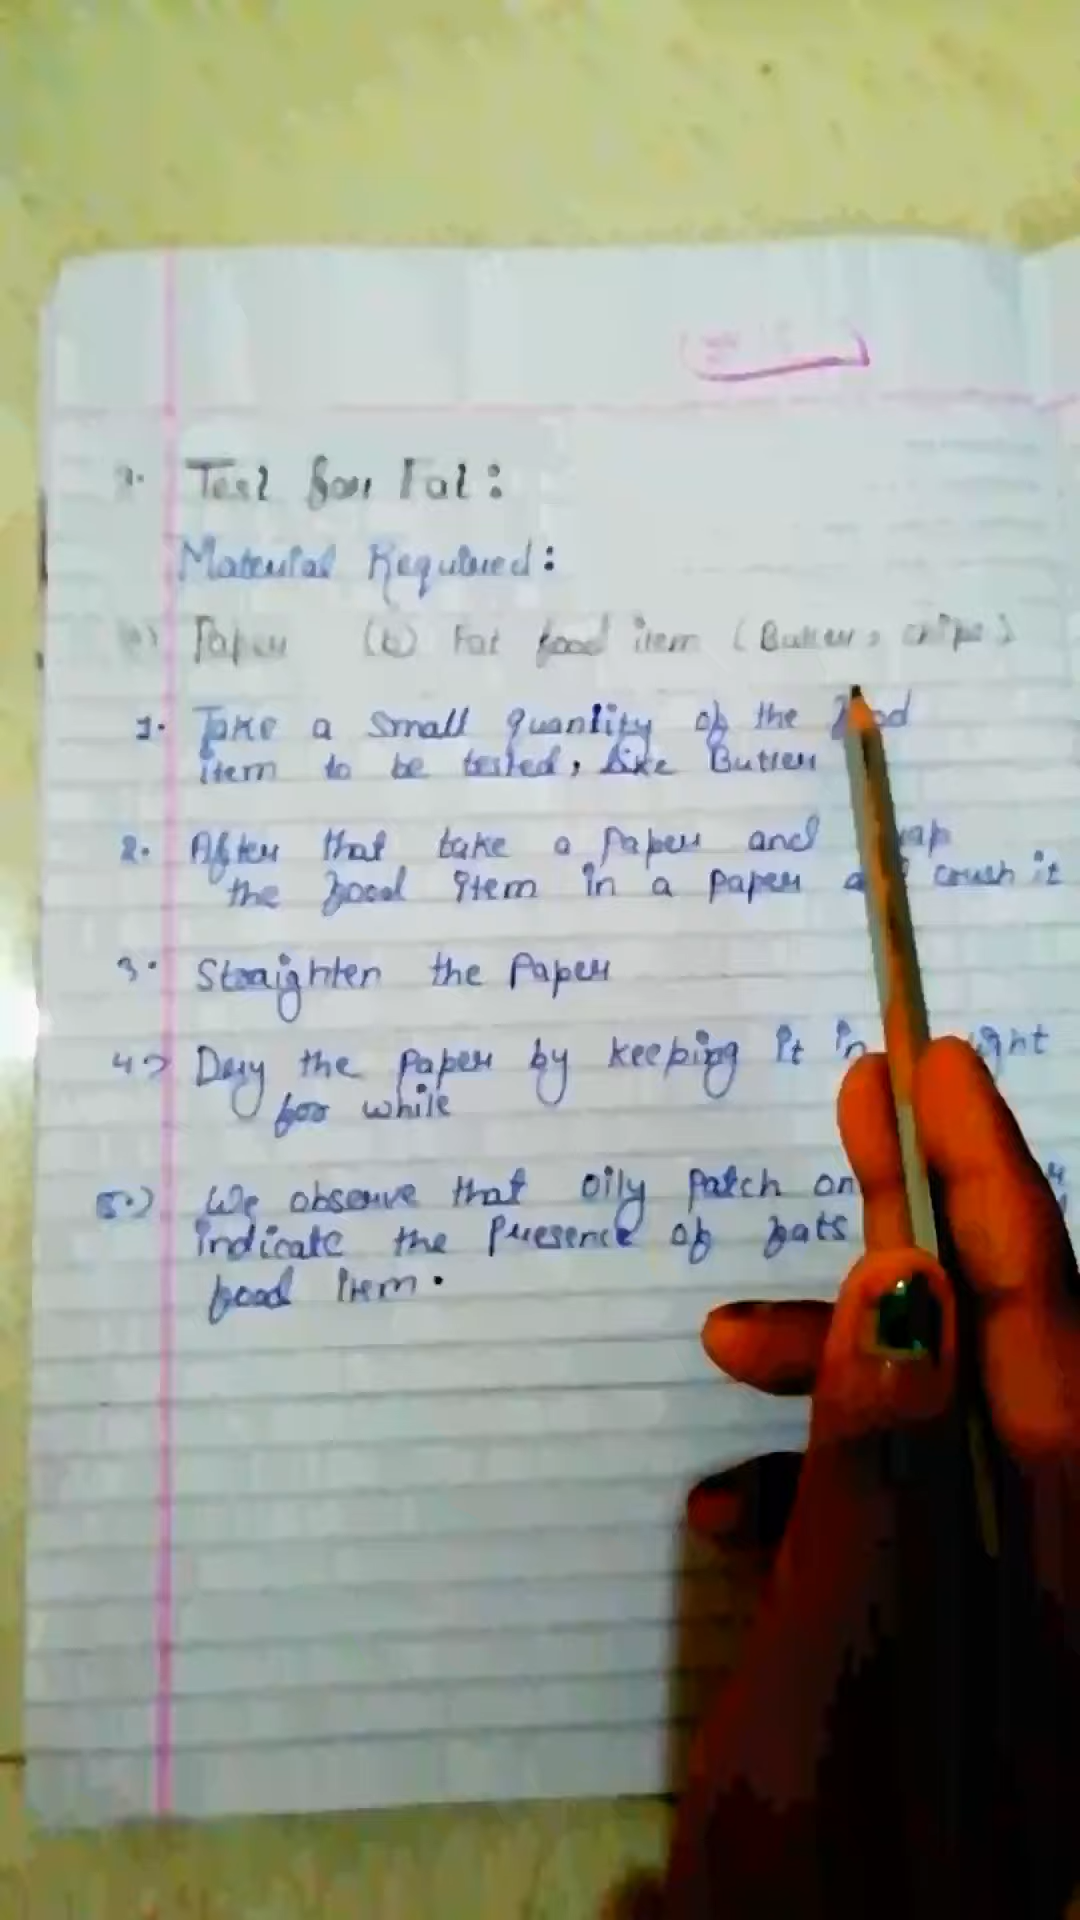 Test for Fat:
Material Required:
Paper (b) Fat food item (Butter, chips)
1. Take a small quantity of the food
item to be tested, like Butter
2. After that take a paper and
the food item in a paper crush it
3. Straighten the Paper
4> Dry the paper by keeping it in
for while
5.) We observe that oily patch on
indicate the Presence of fats
food item.